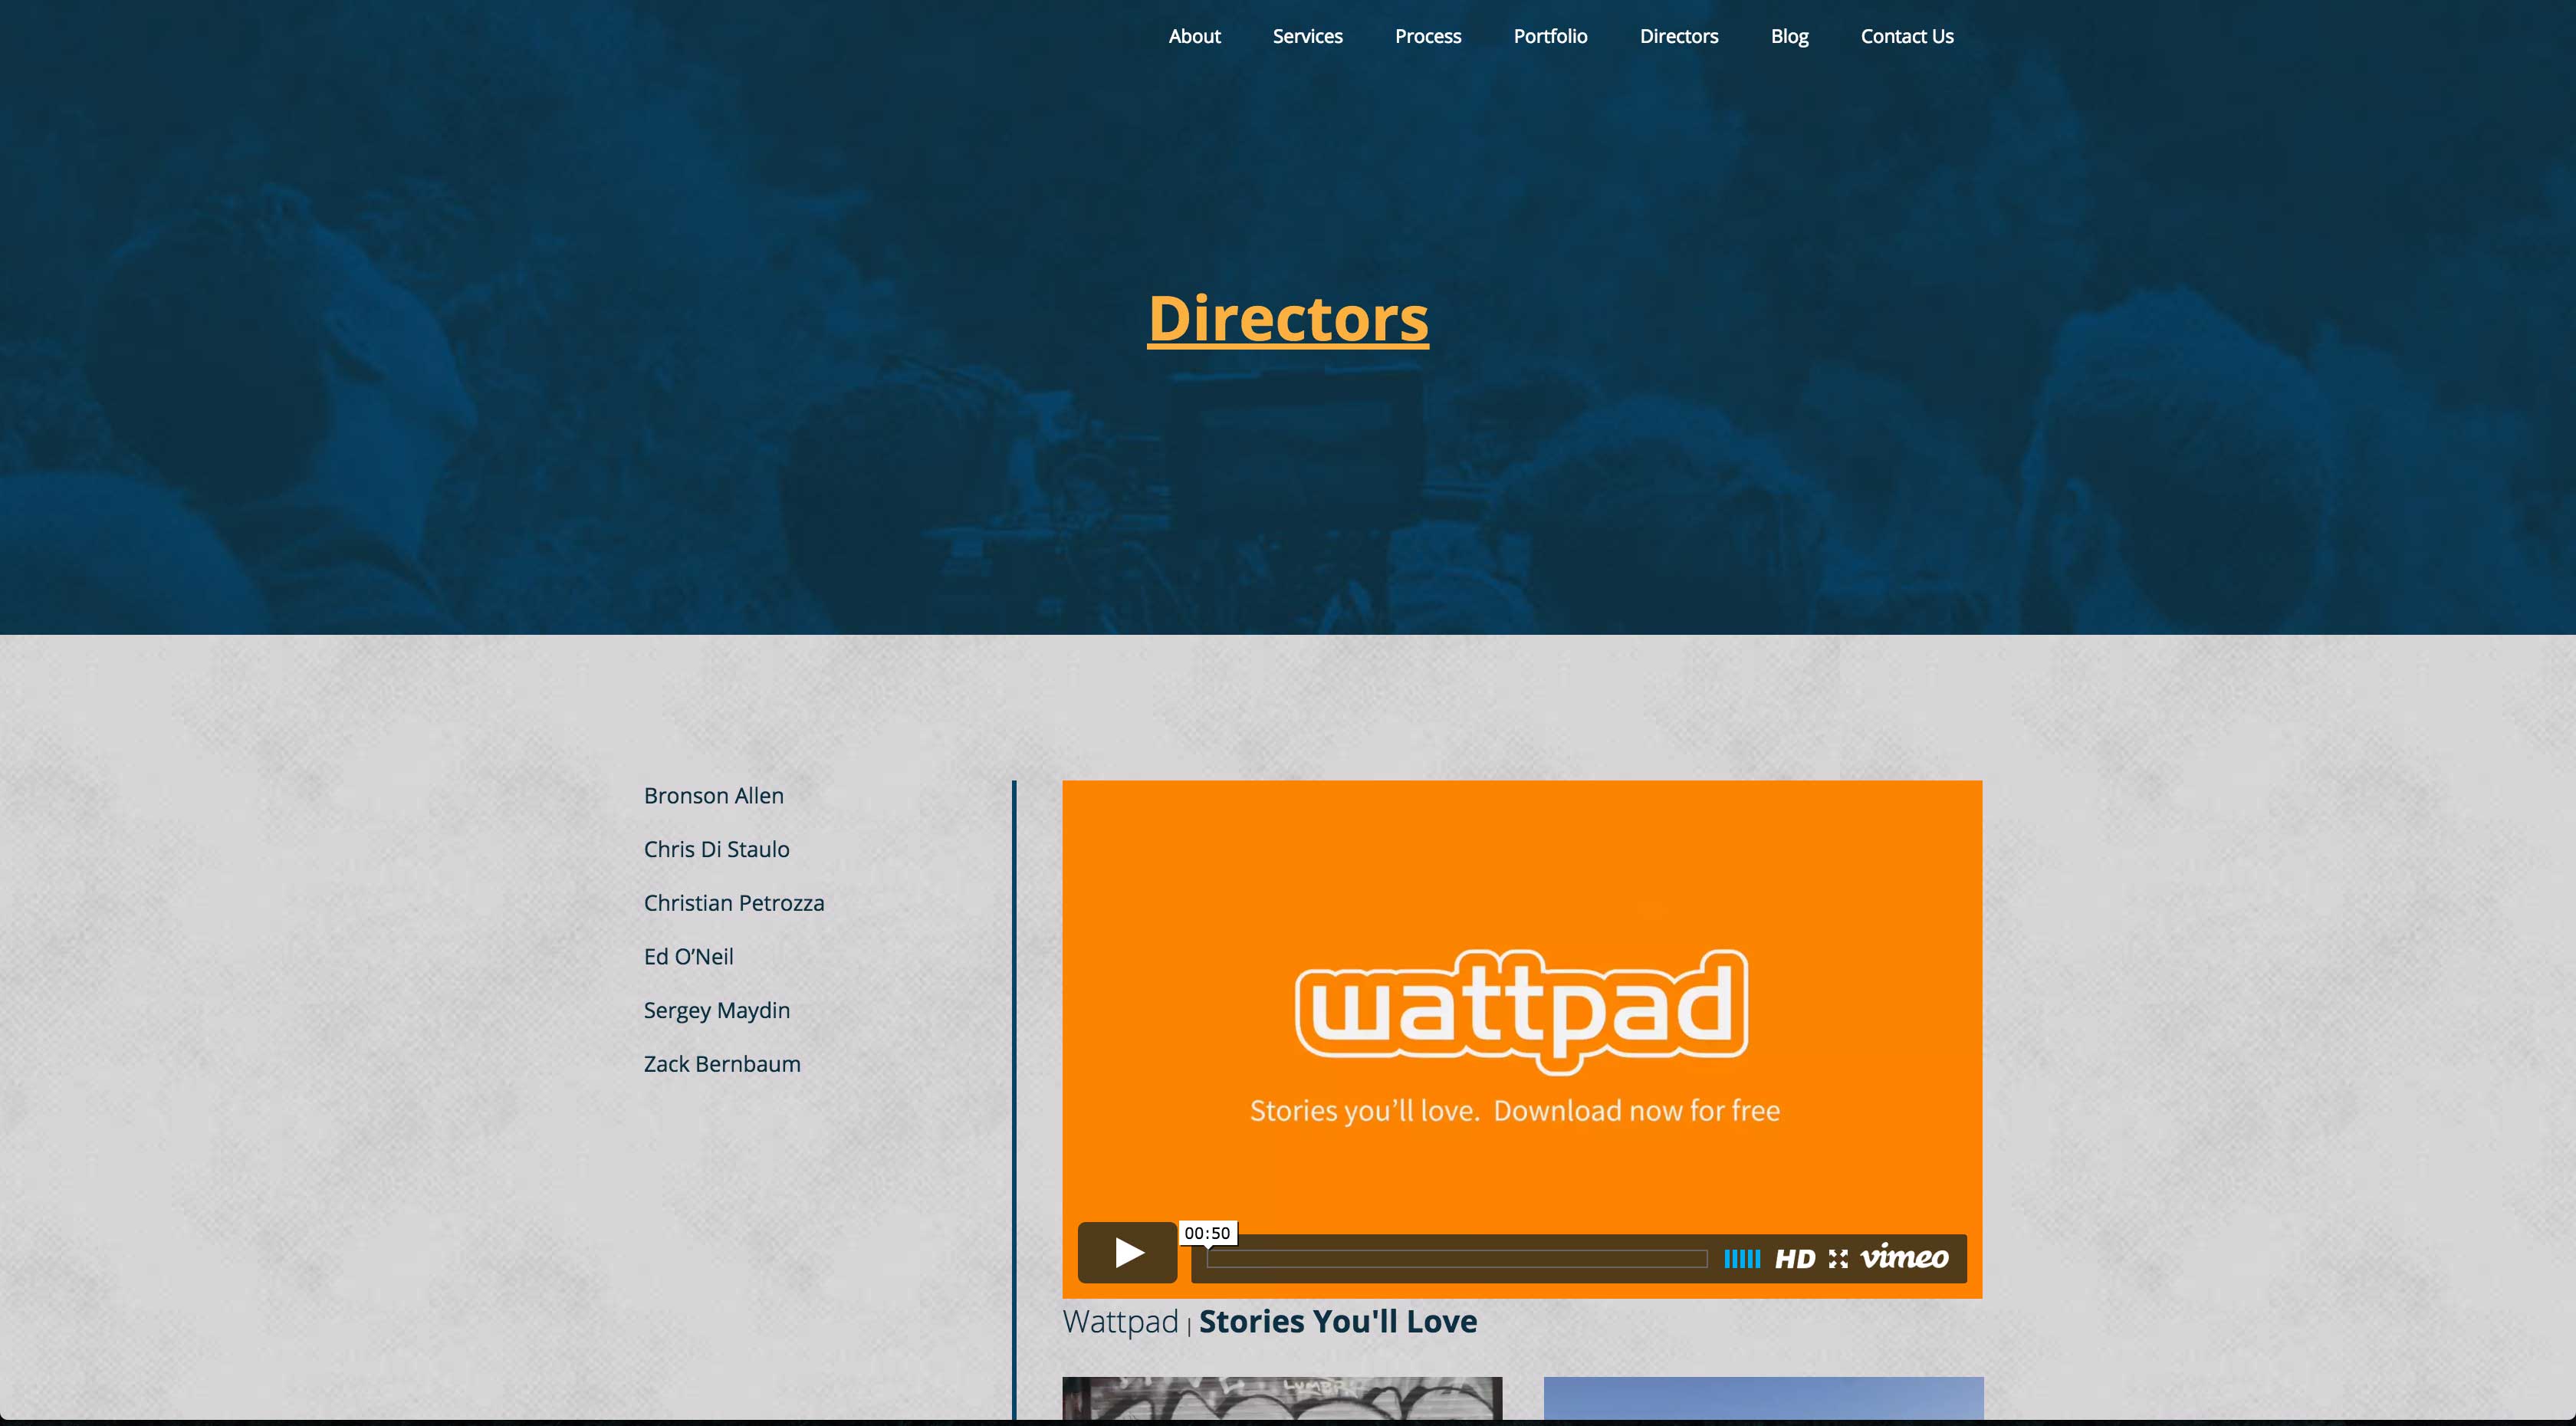 About Services Process Portfolio Directors Blog Contact Us
Directors
Bronson Allen
Chris Di Staulo
Christian Petrozza
Ed O’Neil
Sergey Maydin
Zack Bernbaum
wattpad
Stories you’ll love. Download now for free
00:50
HD vimeo
Wattpad | Stories You'll Love